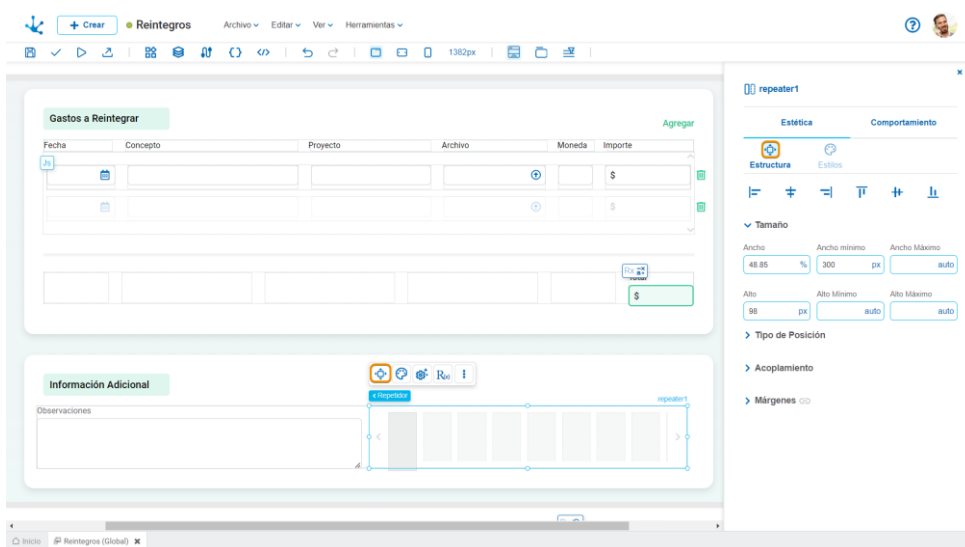 + Crear
Reintegros
Archivo Editar Ver Herramientas
1382px
repeater1
Estética Comportamiento
Estructura Estilos
Tamaño
Ancho Ancho mínimo Ancho Máximo
48.85 % 300 px auto
Alto Alto Mínimo Alto Máximo
98 px auto auto
Tipo de Posición
Acoplamiento
Márgenes
Gastos a Reintegrar
Agregar
Fecha Concepto Proyecto Archivo Moneda Importe
Js
$
$
Rx
Total
$
Información Adicional
R(x)
Repetidor
repeater1
Observaciones
Inicio Reintegros (Global)